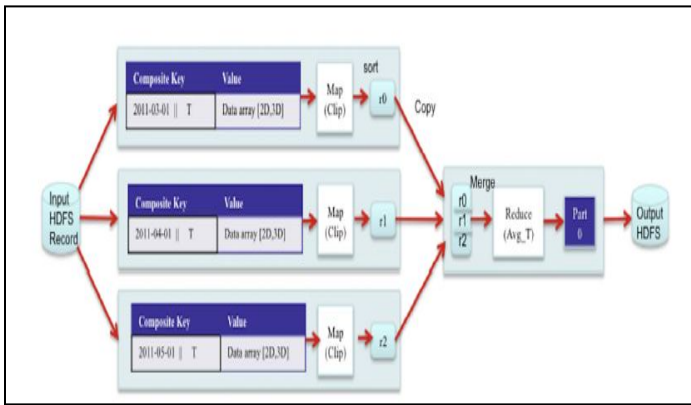 Input
HDFS
Record
Composite Key Value
2011-03-01 || T Data array [2D,3D]
Map
(Clip)
sort
r0
Copy
Composite Key Value
2011-04-01 || T Data array [2D,3D]
Map
(Clip)
r1
Composite Key Value
2011-05-01 || T Data array [2D,3D]
Map
(Clip)
r2
Merge
r0
r1
r2
Reduce
(Avg_T)
Part
0
Output
HDFS